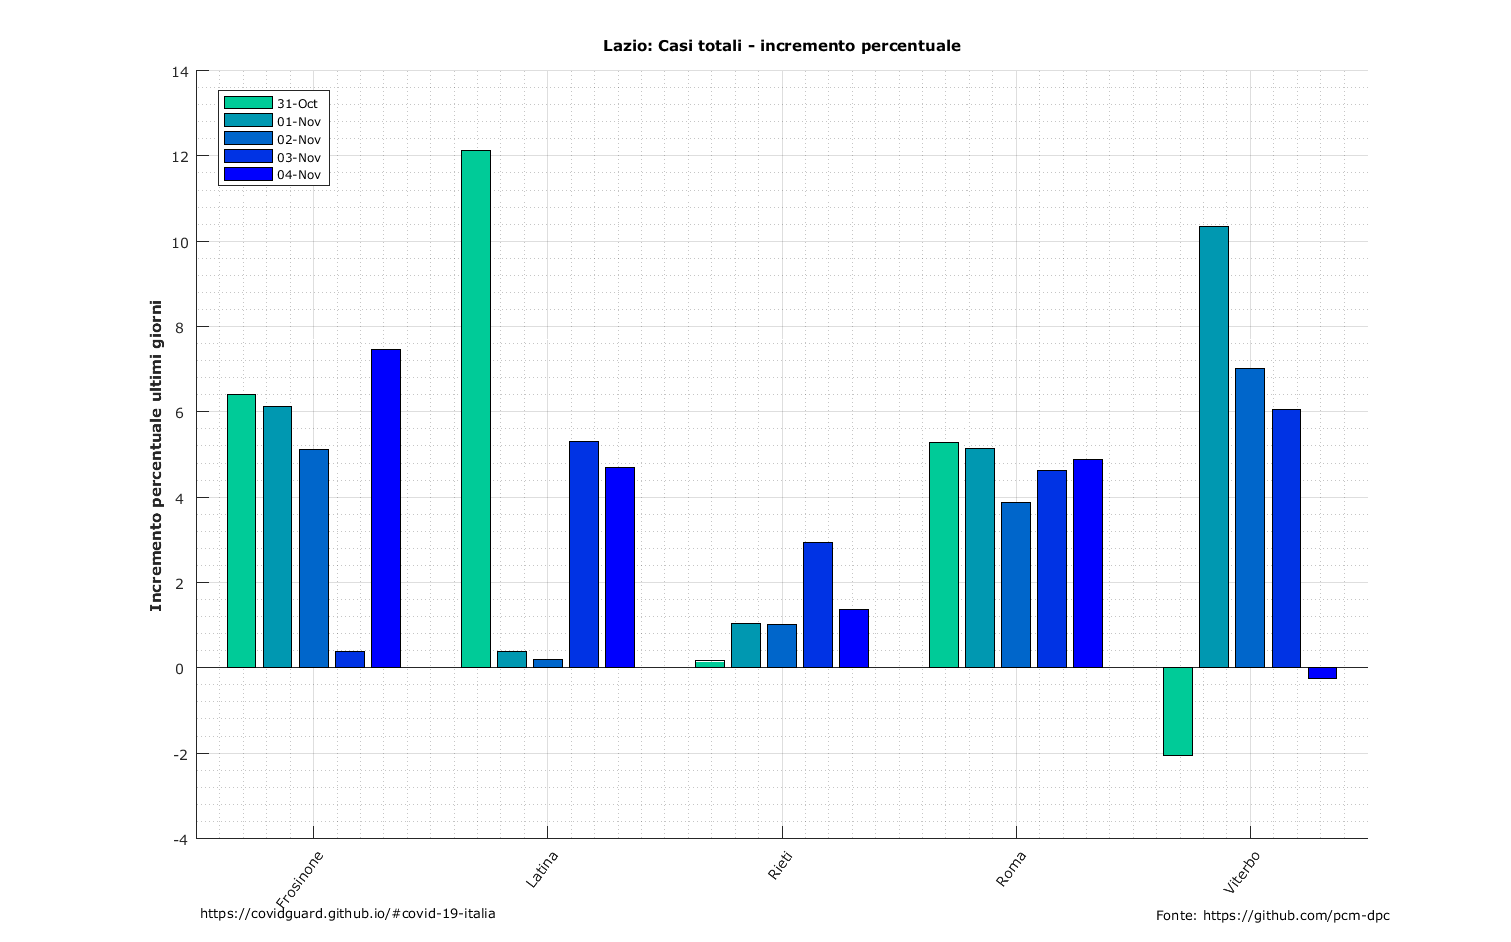 Lazio: Casi totali - incremento percentuale
14
12
10
8
6
4
2
0
-2
-4
Incremento percentuale ultimi giorni
31-Oct
01-Nov
02-Nov
03-Nov
04-Nov
Frosinone
Latina
Rieti
Roma
Viterbo
https://covidguard.github.io/#covid-19-italia
Fonte: https://github.com/pcm-dpc